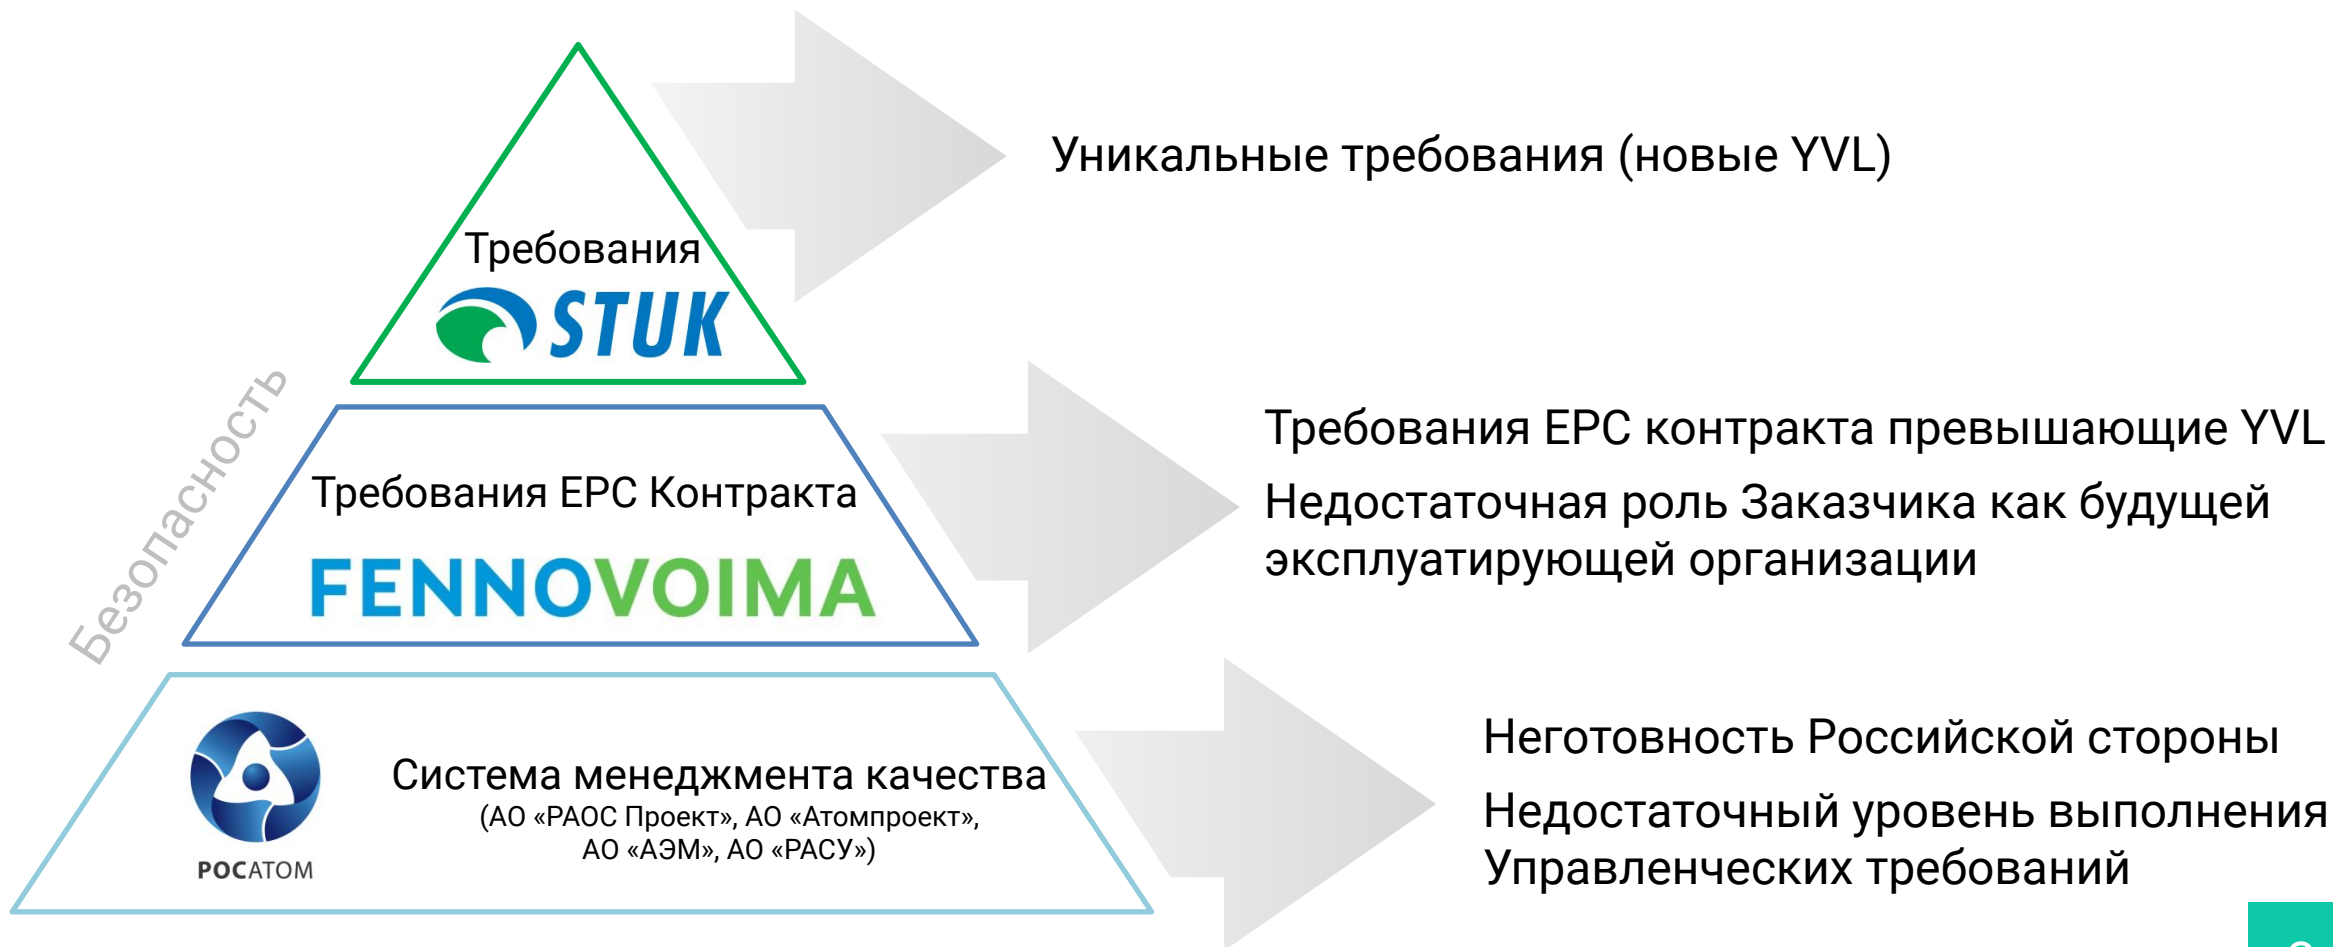 Уникальные требования (новые YVL)
Требования
STUK
Безопасность
Требования EPC Контракта
FENNOVOIMA
Требования EPC контракта превышающие YVL
Недостаточная роль Заказчика как будущей
эксплуатирующей организации
РОСАТОМ
Система менеджмента качества
(АО «РАОС Проект», АО «Атомпроект»,
АО «АЭМ», АО «РАСУ»)
Неготовность Российской стороны
Недостаточный уровень выполнения
Управленческих требований